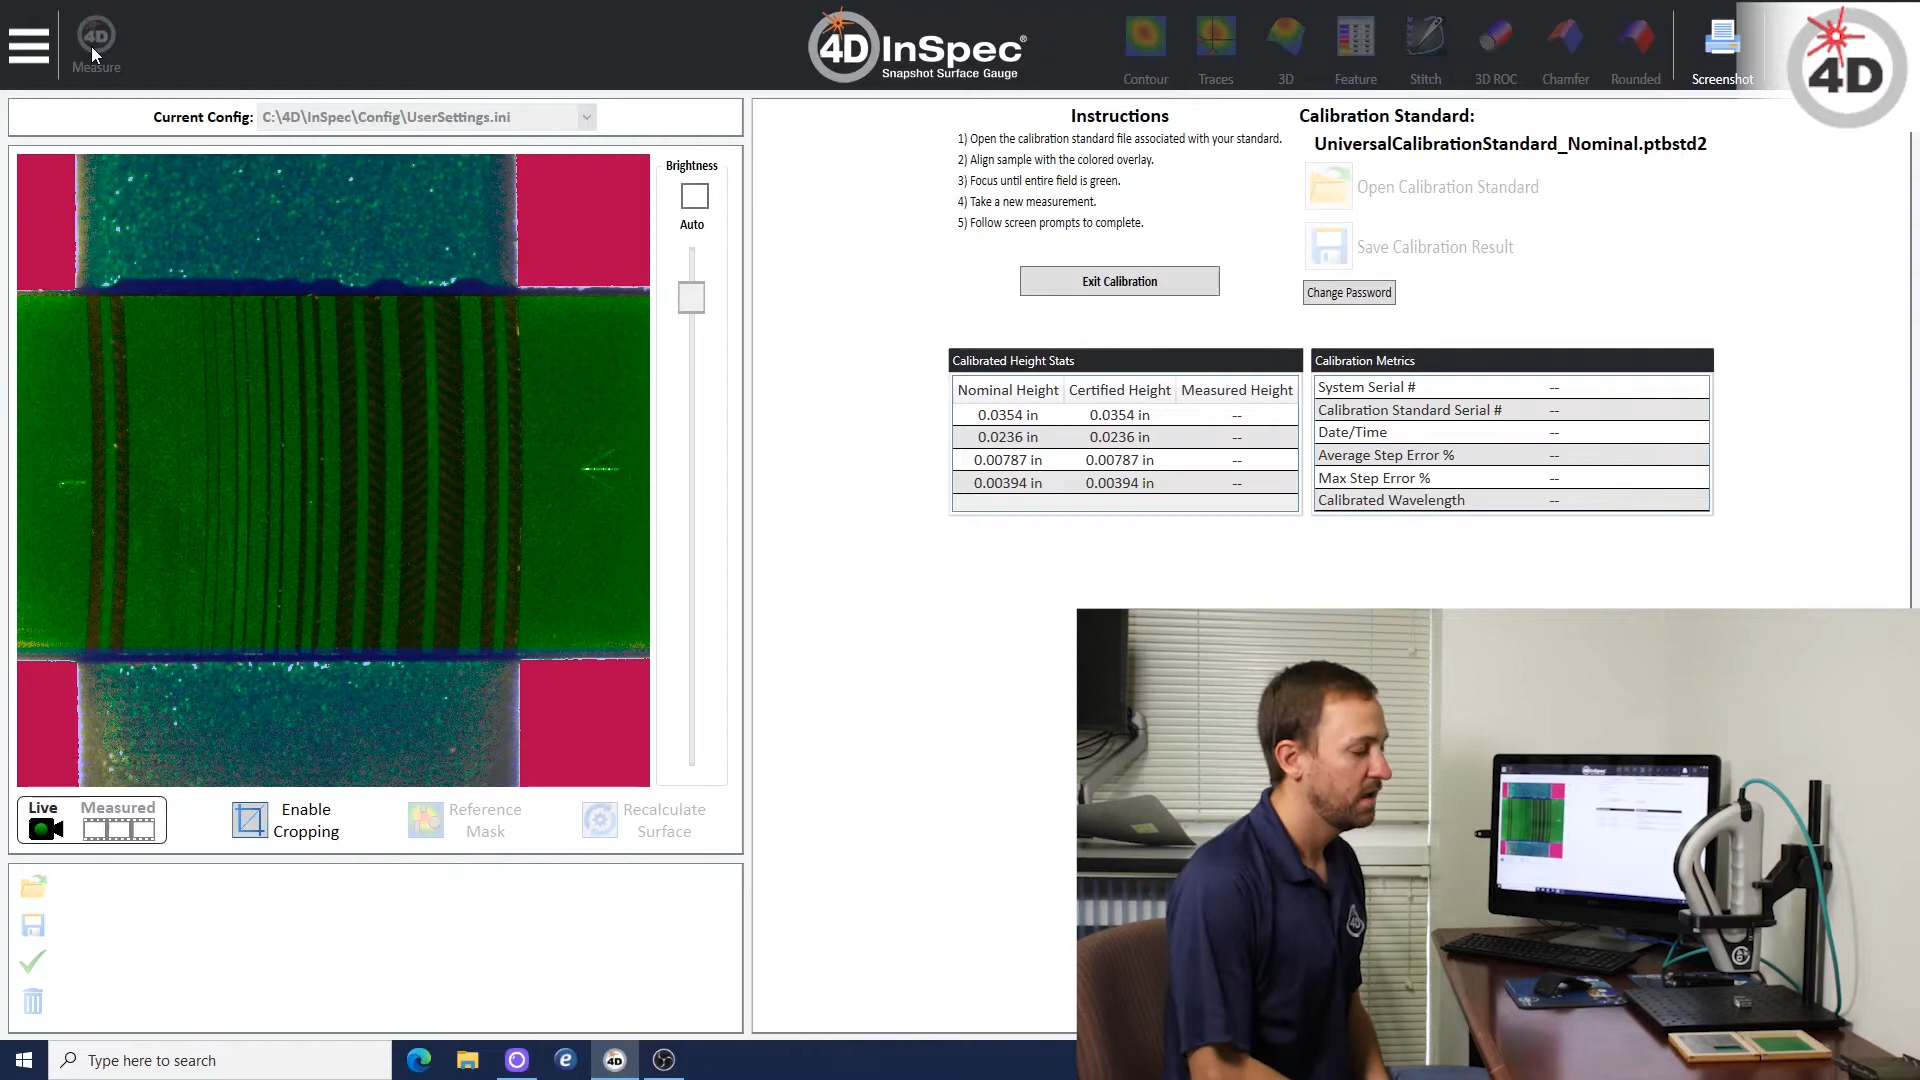 4D
Measure
4D InSpec®
Snapshot Surface Gauge
Contour
Traces
3D
Feature
Stitch
3D ROC
Chamfer
Rounded
Screenshot
4D
Current Config:
C:\4D\InSpec\Config\UserSettings.ini
Brightness
Auto
Live
Measured
Enable
Cropping
Reference
Mask
Recalculate
Surface
Instructions
1) Open the calibration standard file associated with your standard.
2) Align sample with the colored overlay.
3) Focus until entire field is green.
4) Take a new measurement.
5) Follow screen prompts to complete.
Exit Calibration
Calibration Standard:
UniversalCalibrationStandard_Nominal.ptbstd2
Open Calibration Standard
Save Calibration Result
Change Password
Calibrated Height Stats
Nominal Height Certified Height Measured Height
0.0354 in 0.0354 in --
0.0236 in 0.0236 in --
0.00787 in 0.00787 in --
0.00394 in 0.00394 in --
Calibration Metrics
System Serial # --
Calibration Standard Serial # --
Date/Time --
Average Step Error % --
Max Step Error % --
Calibrated Wavelength --
4DInSpec
Type here to search
4D